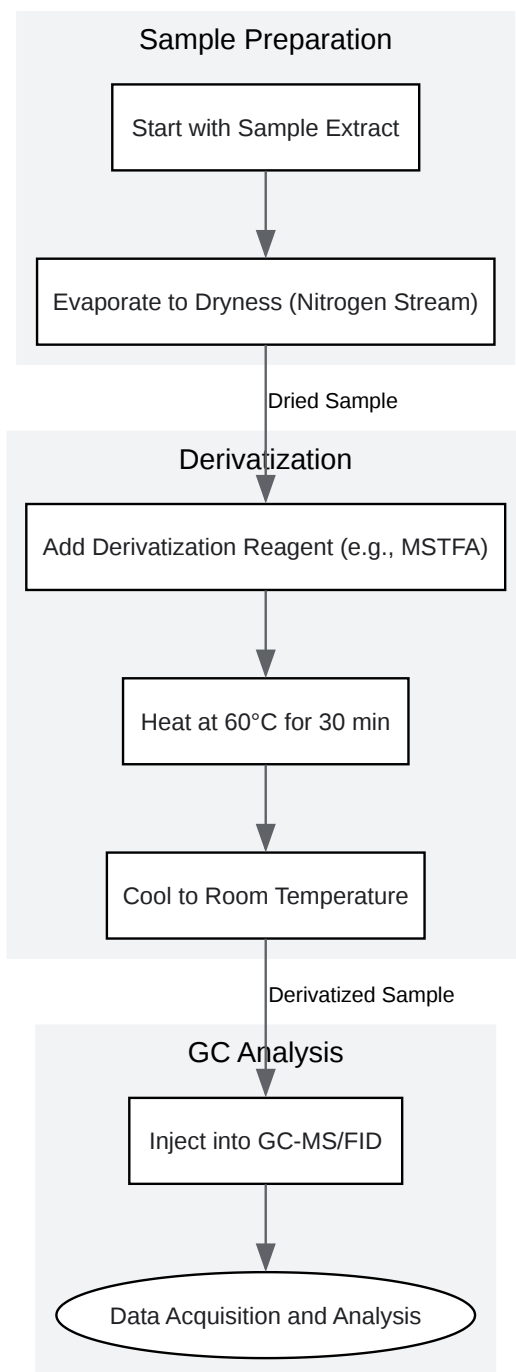 Sample Preparation
Start with Sample Extract
Evaporate to Dryness (Nitrogen Stream)
Dried Sample
Derivatization
Add Derivatization Reagent (e.g., MSTFA)
Heat at 60°C for 30 min
Cool to Room Temperature
Derivatized Sample
GC Analysis
Inject into GC-MS/FID
Data Acquisition and Analysis